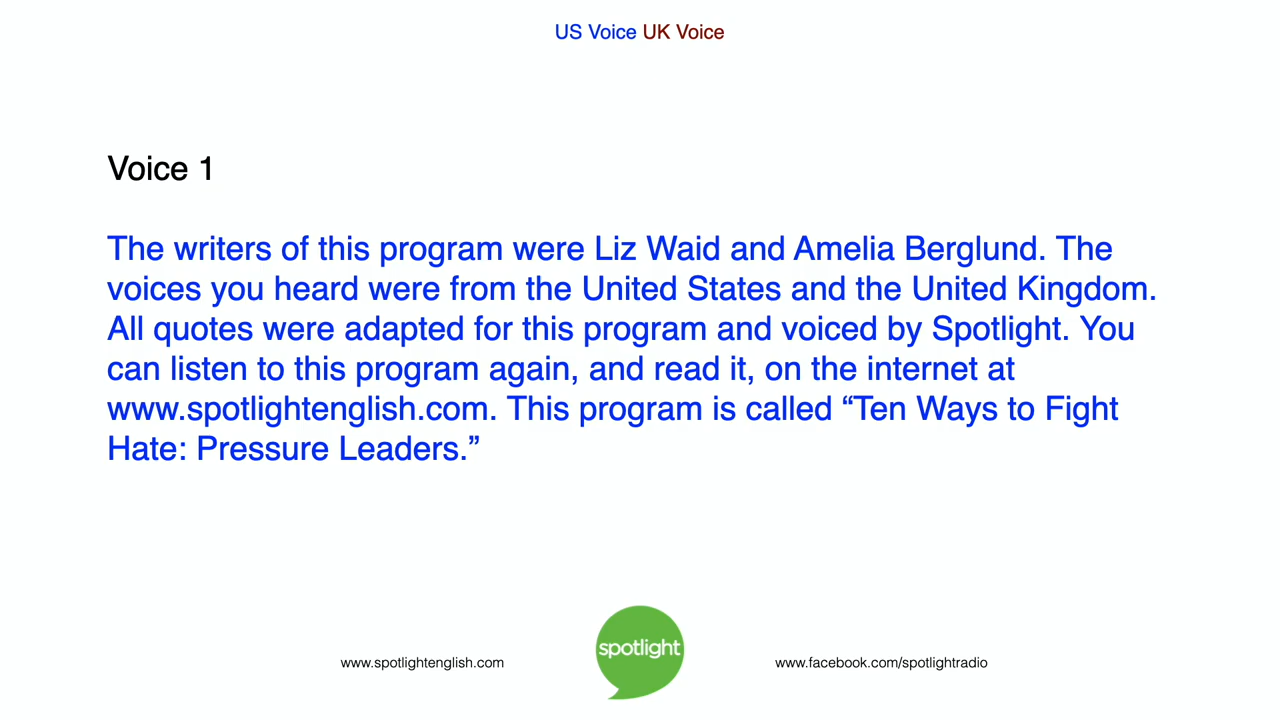 US Voice UK Voice
Voice 1
The writers of this program were Liz Waid and Amelia Berglund. The
voices you heard were from the United States and the United Kingdom.
All quotes were adapted for this program and voiced by Spotlight. You
can listen to this program again, and read it, on the internet at
www.spotlightenglish.com. This program is called “Ten Ways to Fight
Hate: Pressure Leaders.”
www.spotlightenglish.com
spotlight
www.facebook.com/spotlightradio